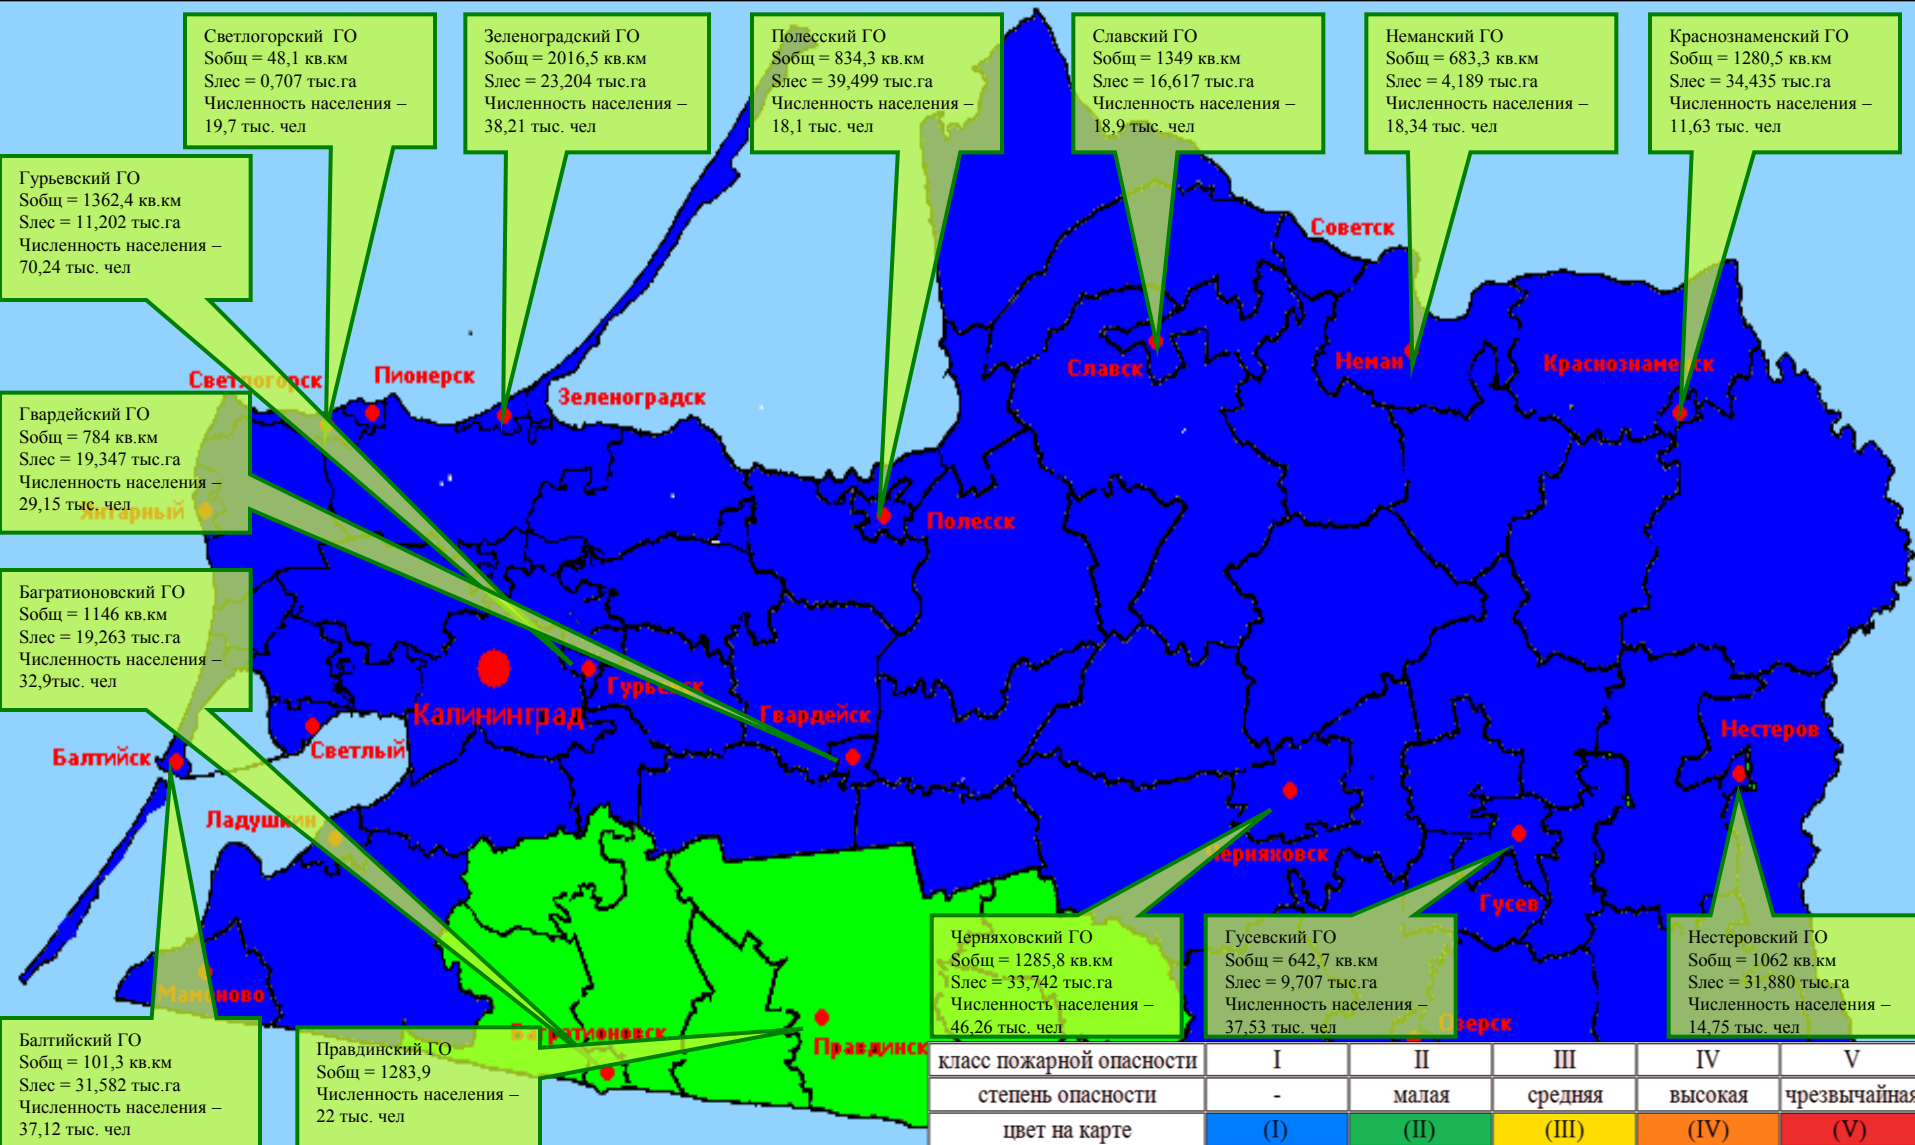 Светлогорский ГО
Sобщ = 48,1 кв.км
Sлес = 0,707 тыс.га
Численность населения –
19,7 тыс. чел
Зеленоградский ГО
Sобщ = 2016,5 кв.км
Sлес = 23,204 тыс.га
Численность населения –
38,21 тыс. чел
Полесский ГО
Sобщ = 834,3 кв.км
Sлес = 39,499 тыс.га
Численность населения –
18,1 тыс. чел
Славский ГО
Sобщ = 1349 кв.км
Sлес = 16,617 тыс.га
Численность населения –
18,9 тыс. чел
Неманский ГО
Sобщ = 683,3 кв.км
Sлес = 4,189 тыс.га
Численность населения –
18,34 тыс. чел
Краснознаменский ГО
Sобщ = 1280,5 кв.км
Sлес = 34,435 тыс.га
Численность населения –
11,63 тыс. чел
Гурьевский ГО
Sобщ = 1362,4 кв.км
Sлес = 11,202 тыс.га
Численность населения –
70,24 тыс. чел
Советск
Славск
Неман
Краснознаменск
Светлогорск
Пионерск
Зеленоградск
Гвардейский ГО
Sобщ = 784 кв.км
Sлес = 19,347 тыс.га
Численность населения –
29,15 тыс. чел
Янтарный
Полесск
Багратионовский ГО
Sобщ = 1146 кв.км
Sлес = 19,263 тыс.га
Численность населения –
32,9тыс. чел
Гурьевск
Калининград
Гвардейск
Нестеров
Балтийск
Светлый
Ладушкин
Черняховск
Гусев
Мамоново
Черняховский ГО
Sобщ = 1285,8 кв.км
Sлес = 33,742 тыс.га
Численность населения –
46,26 тыс. чел
Гусевский ГО
Sобщ = 642,7 кв.км
Sлес = 9,707 тыс.га
Численность населения –
37,53 тыс. чел
Нестеровский ГО
Sобщ = 1062 кв.км
Sлес = 31,880 тыс.га
Численность населения –
14,75 тыс. чел
Озерск
Багратионовск
Правдинск
Балтийский ГО
Sобщ = 101,3 кв.км
Sлес = 31,582 тыс.га
Численность населения –
37,12 тыс. чел
Правдинский ГО
Sобщ = 1283,9
Численность населения –
22 тыс. чел
класс пожарной опасности I II III IV V
степень опасности - малая средняя высокая чрезвычайная
цвет на карте (I) (II) (III) (IV) (V)